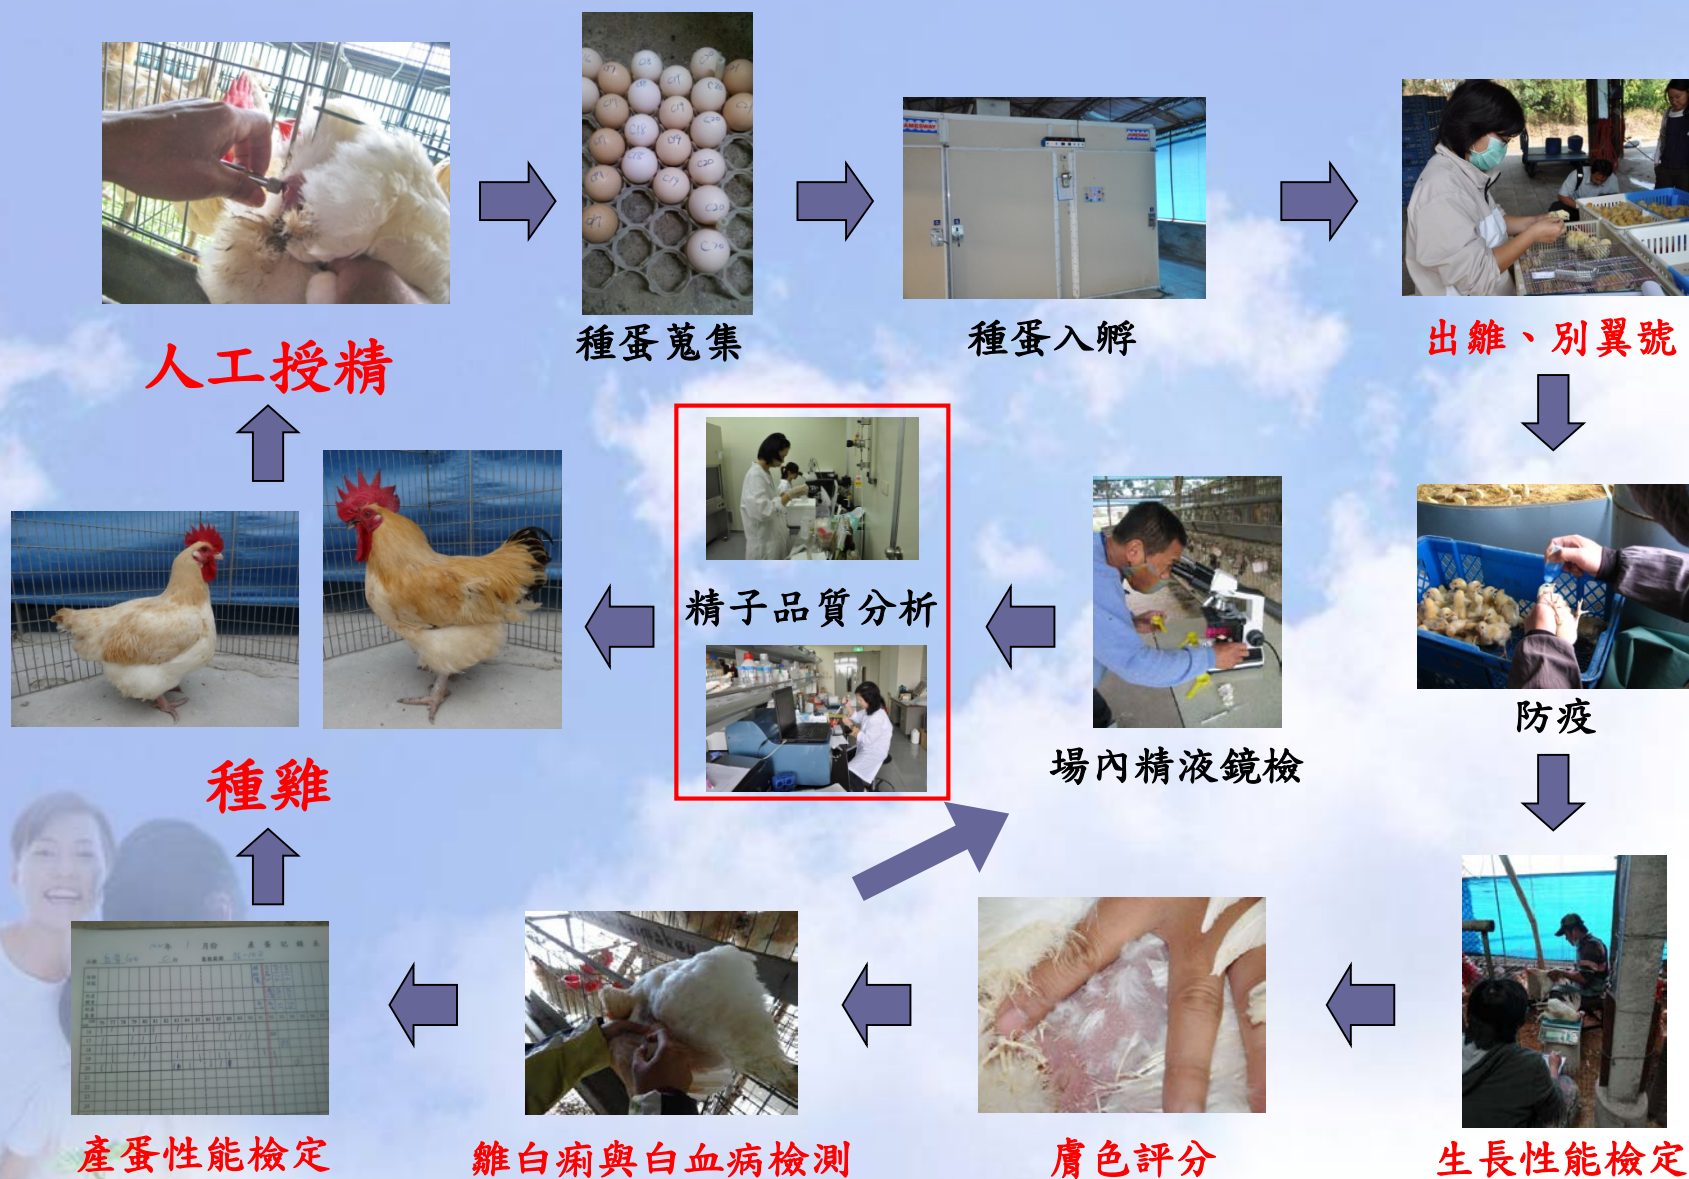 人工授精
種蛋蒐集
種蛋入孵
出雛、別翼號
精子品質分析
場內精液鏡檢
防疫
種雞
產蛋性能檢定
雛白痢與白血病檢測
膚色評分
生長性能檢定